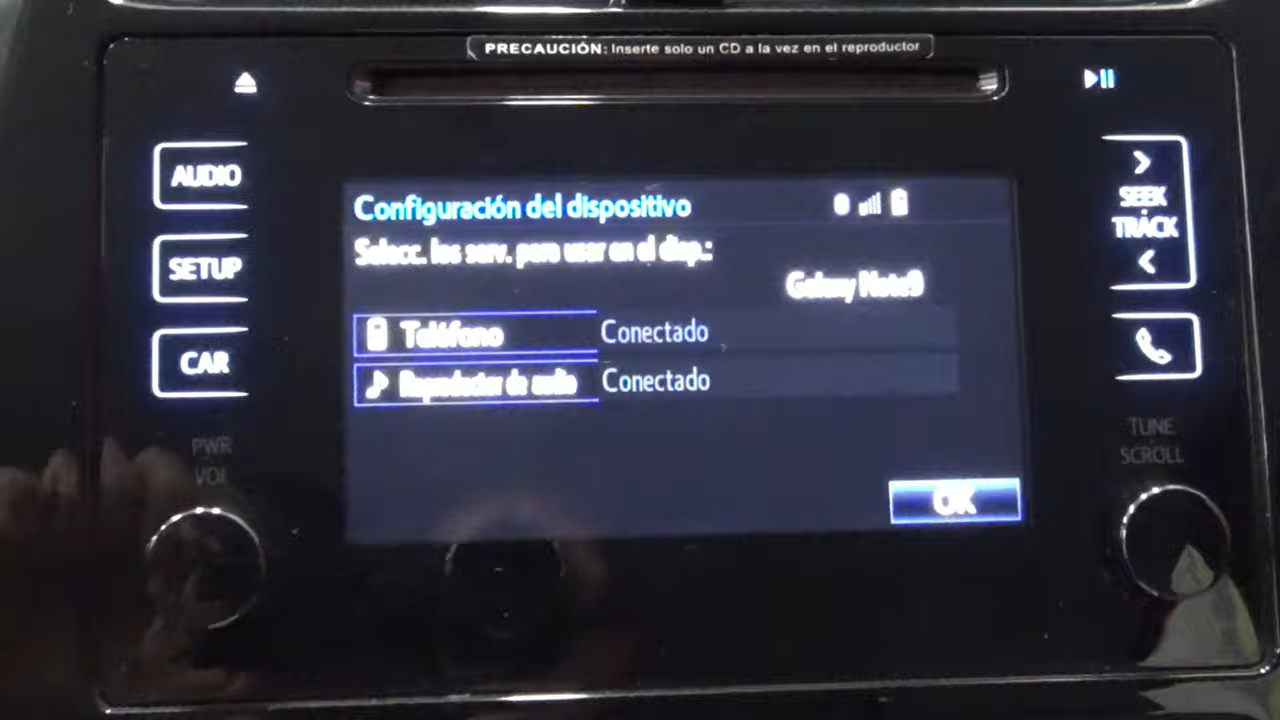 PRECAUCIÓN: Inserte solo un CD a la vez en el reproductor
AUDIO
SETUP
CAR
PWR
VOL
Configuración del dispositivo
Selecc. los serv. para usar en el disp.:
Galaxy Note9
Teléfono Conectado
Reproductor de audio Conectado
OK
SEEK
TRACK
TUNE
SCROLL